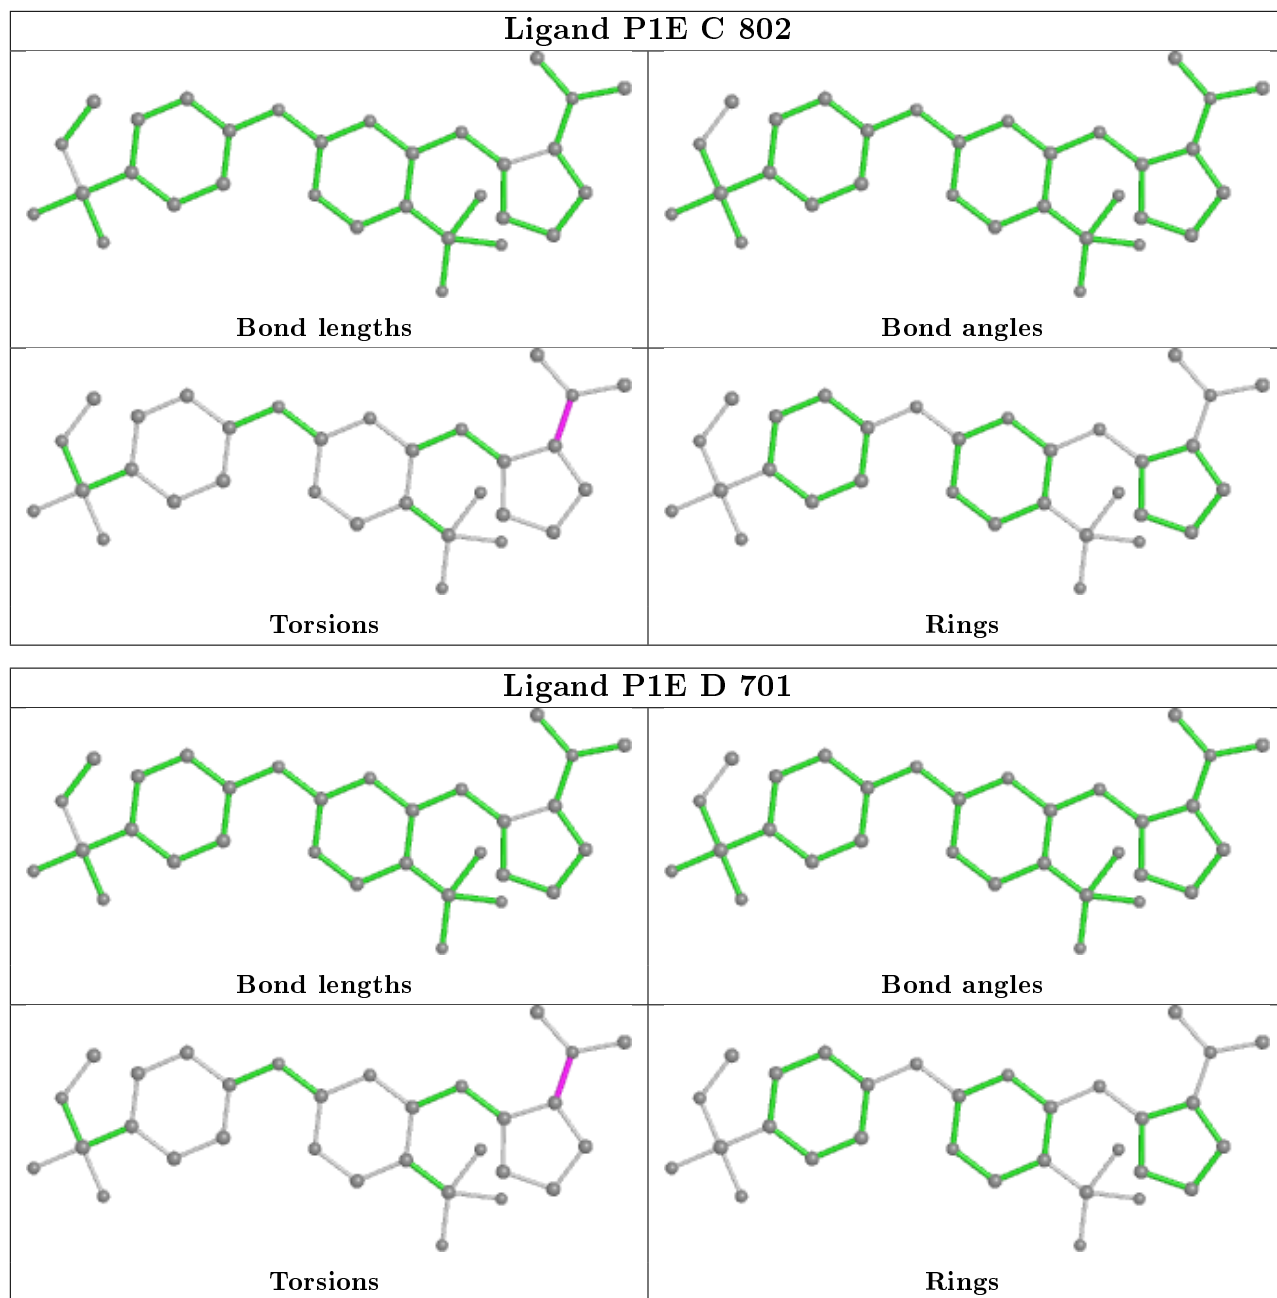 Ligand P1E C 802
Bond lengths
Bond angles
Torsions
Rings
Ligand P1E D 701
Bond lengths
Bond angles
Torsions
Rings